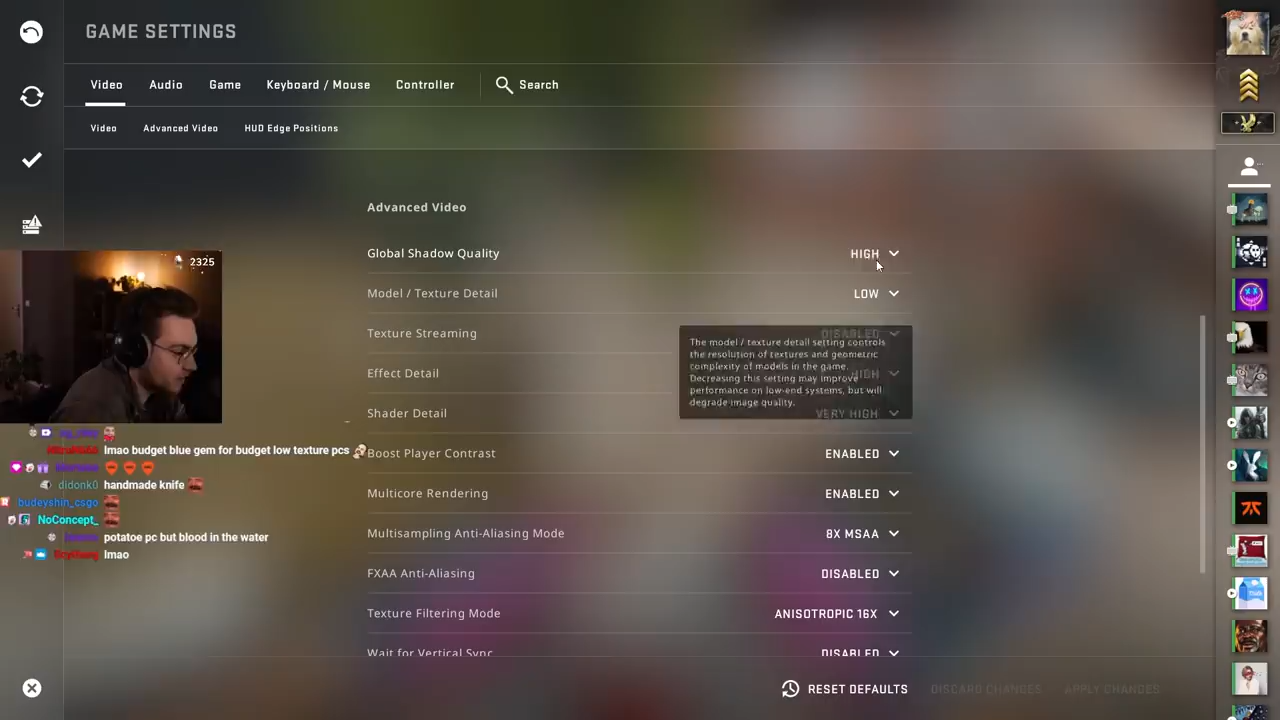 GAME SETTINGS
Video Audio Game Keyboard / Mouse Controller Search
Video Advanced Video HUD Edge Positions
Advanced Video
Global Shadow Quality HIGH
Model / Texture Detail LOW
Texture Streaming DISABLED
Effect Detail HIGH
Shader Detail VERY HIGH
The model / texture detail setting controls
the resolution of textures and geometric
complexity of models in the game.
Decreasing this setting may improve
performance on low-end systems, but will
degrade image quality.
Boost Player Contrast ENABLED
Multicore Rendering ENABLED
Multisampling Anti-Aliasing Mode 8X MSAA
FXAA Anti-Aliasing DISABLED
Texture Filtering Mode ANISOTROPIC 16X
Wait for Vertical Sync DISABLED
RESET DEFAULTS DISCARD CHANGES APPLY CHANGES
2325
lmao budget blue gem for budget low texture pcs
didonk0 handmade knife
budeyshin_csgo
NoConcept_
potatoe pc but blood in the water
lmao